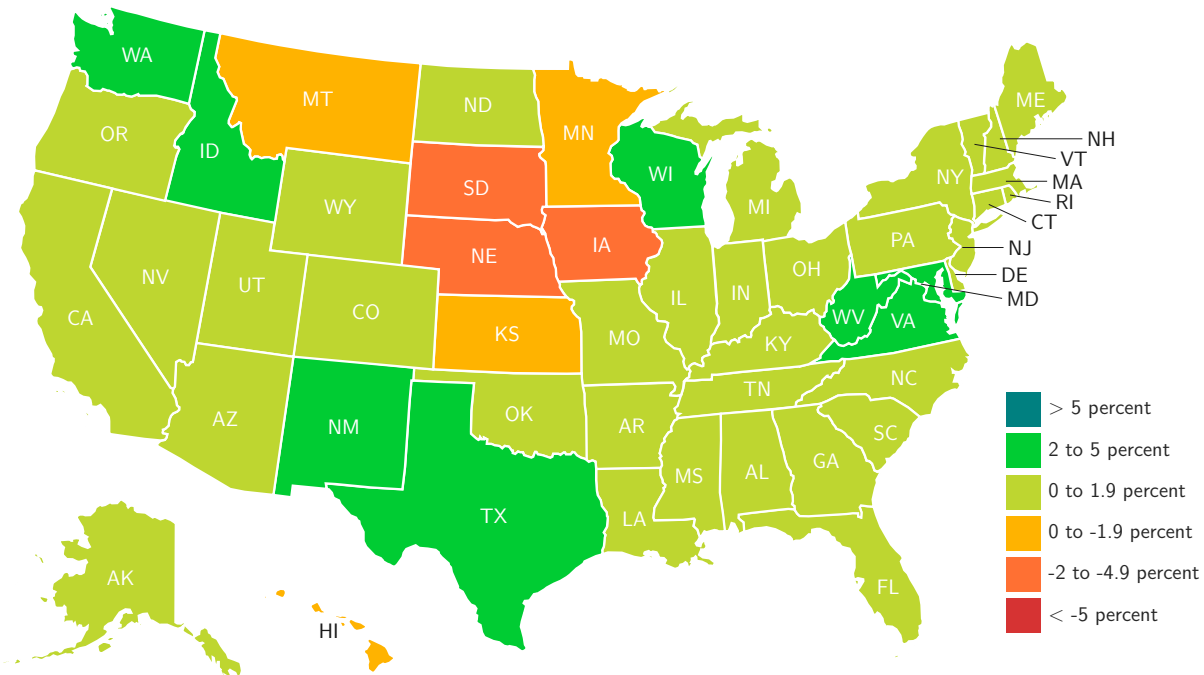 WA
MT
ND
MN
ME
OR
ID
NH
VT
SD
WI
NY
MA
WY
MI
RI
CT
IA
PA
NE
NJ
NV
UT
OH
DE
IL
IN
MD
CO
CA
WV
VA
KS
MO
KY
NC
TN
> 5 percent
AZ
NM
OK
AR
SC
2 to 5 percent
GA
MS
AL
0 to 1.9 percent
TX
LA
0 to -1.9 percent
AK
-2 to -4.9 percent
FL
< -5 percent
HI